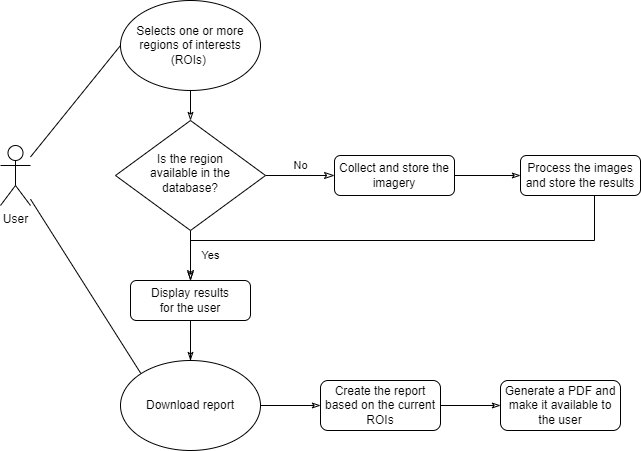 Selects one or more
regions of interests
(ROIs)
Is the region
available in the
database?
No
Collect and store the
imagery
Process the images
and store the results
User
Yes
Display results
for the user
Download report
Create the report
based on the current
ROIs
Generate a PDF and
make it available to
the user